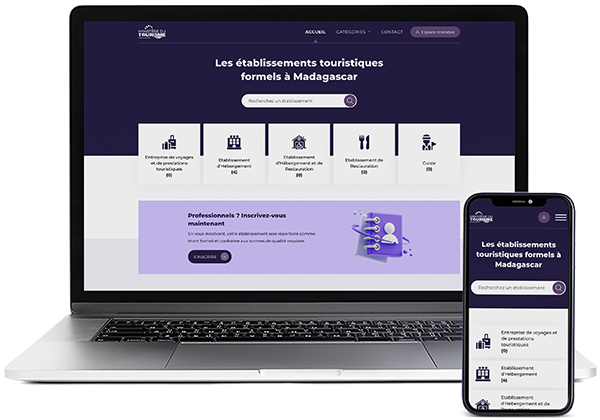 MINISTÈRE DU
TOURISME
ACCUEIL
CATÉGORIES
CONTACT
Espace membre
Les établissements touristiques
formels à Madagascar
Recherchez un établissement
Entreprise de voyages
et de prestations
touristiques
(0)
Etablissement
d'Hébergement
(4)
Etablissement
d'Hébergement et de
Restauration
(0)
Etablissement de
Restauration
(0)
Guide
(0)
Professionnels ? Inscrivez-vous
maintenant
En vous inscrivant, votre établissement sera répertorié comme
étant formel et conforme aux normes de qualité requises.
S'INSCRIRE
TOURISME
Les établissements
touristiques formels à
Madagascar
Recherchez un établissement
Entreprise de voyages et
de prestations
touristiques
(0)
Etablissement
d'Hébergement
(4)
Etablissement
d'Hébergement et de
Restauration